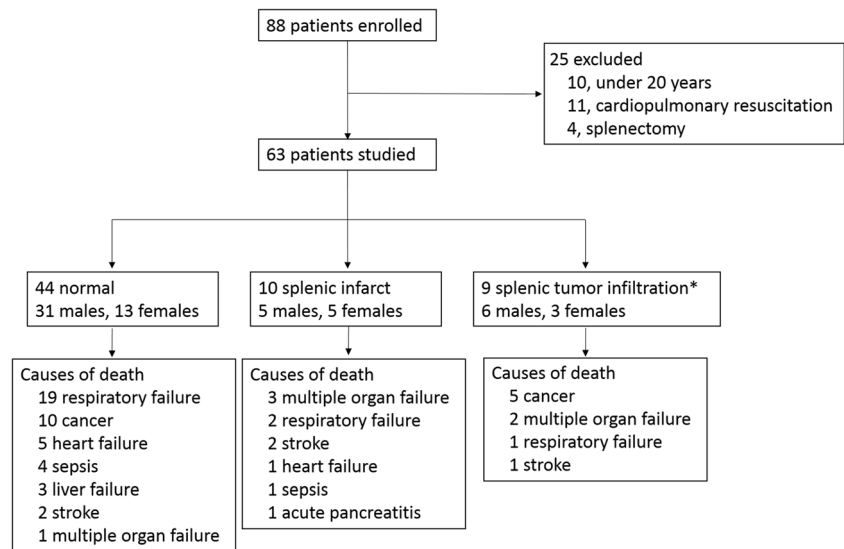 88 patients enrolled
25 excluded
10, under 20 years
11, cardiopulmonary resuscitation
4, splenectomy
63 patients studied
44 normal
31 males, 13 females
10 splenic infarct
5 males, 5 females
9 splenic tumor infiltration*
6 males, 3 females
Causes of death
19 respiratory failure
10 cancer
5 heart failure
4 sepsis
3 liver failure
2 stroke
1 multiple organ failure
Causes of death
3 multiple organ failure
2 respiratory failure
2 stroke
1 heart failure
1 sepsis
1 acute pancreatitis
Causes of death
5 cancer
2 multiple organ failure
1 respiratory failure
1 stroke